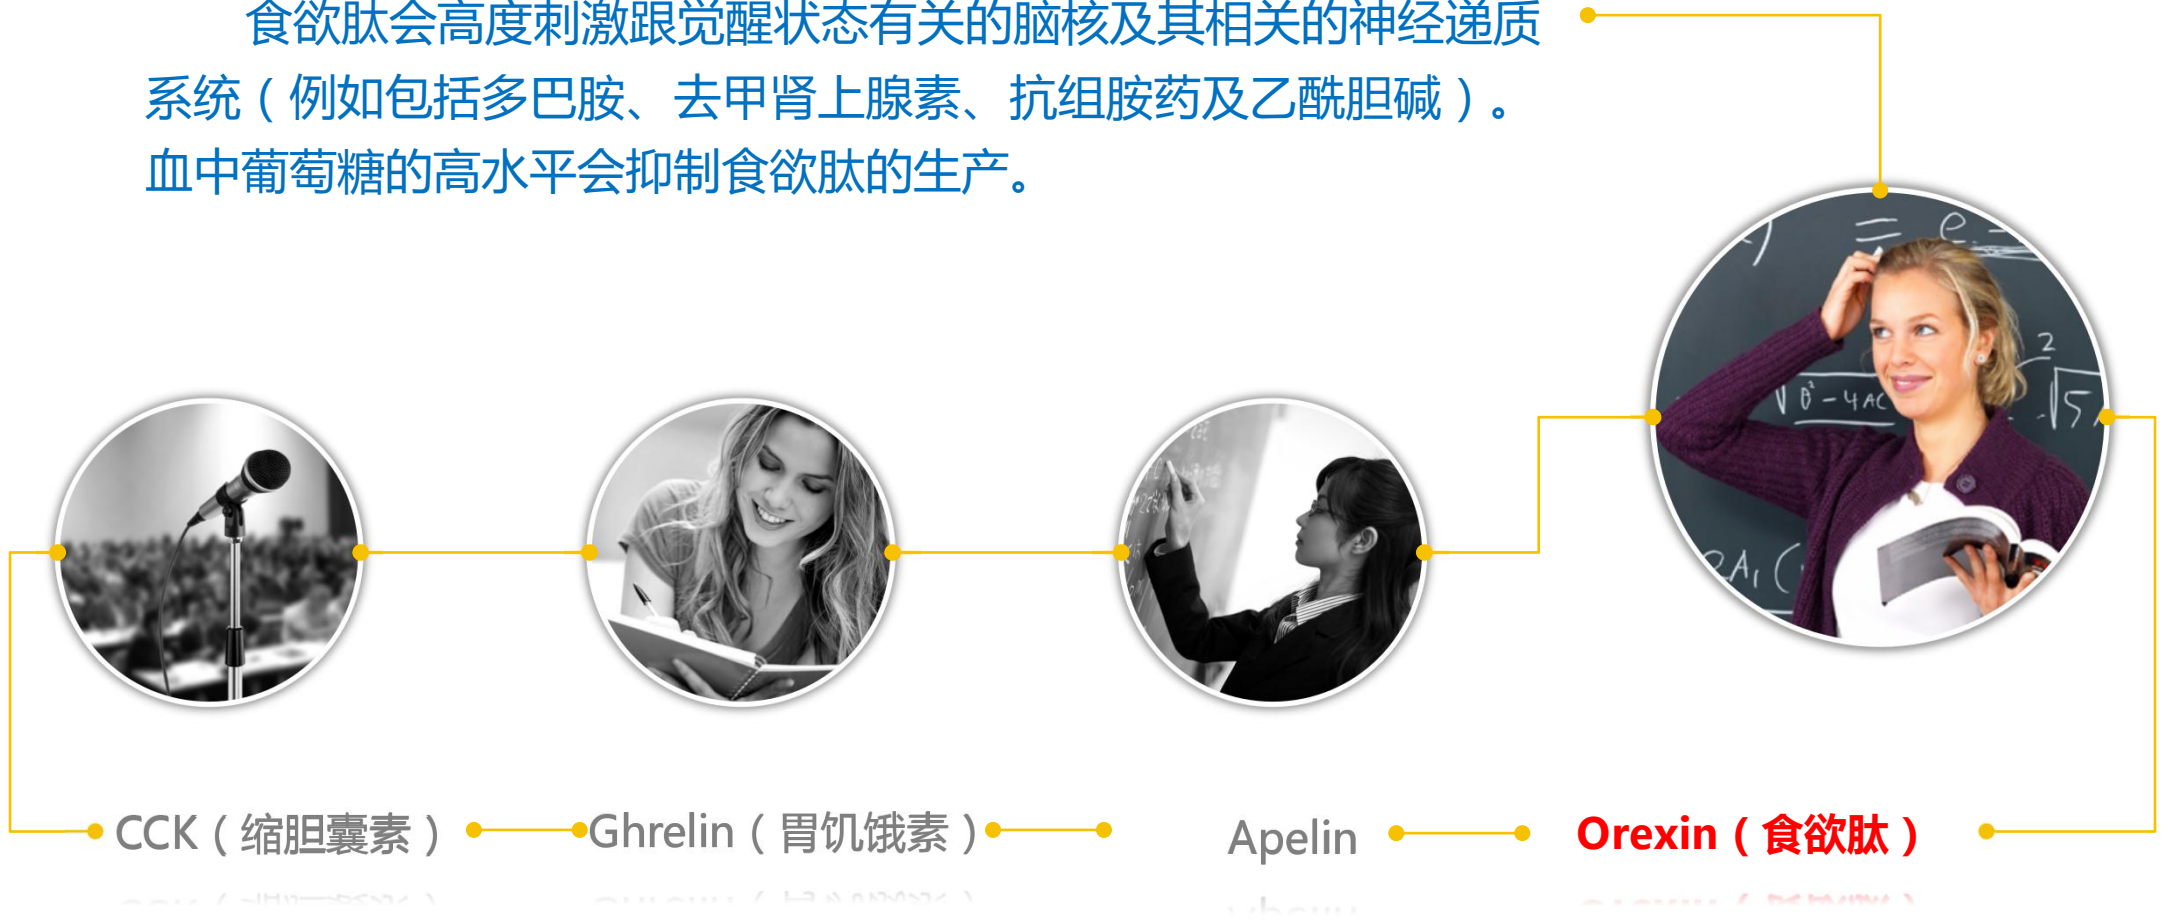 食欲肽会高度刺激跟觉醒状态有关的脑核及其相关的神经递质
系统（例如包括多巴胺、去甲肾上腺素、抗组胺药及乙酰胆碱）。
血中葡萄糖的高水平会抑制食欲肽的生产。
CCK（缩胆囊素） Ghrelin（胃饥饿素） Apelin Orexin（食欲肽）